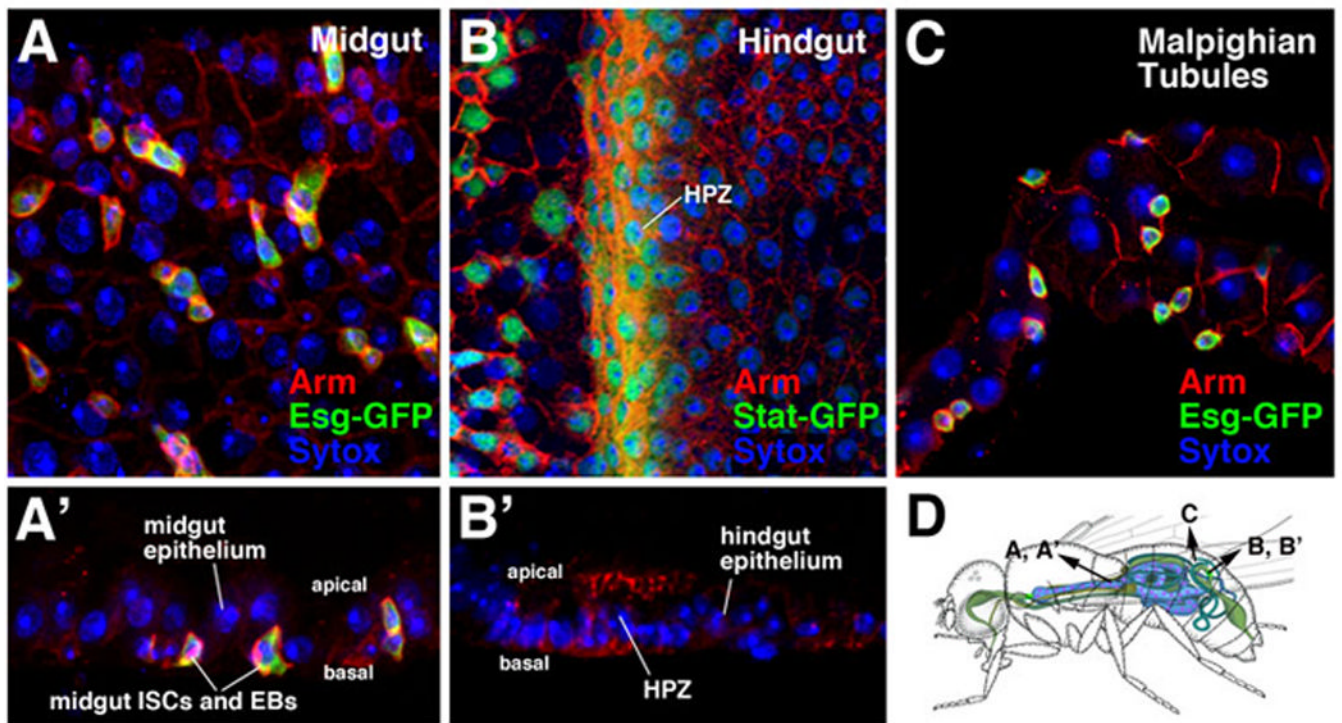 A
Midgut
Arm
Esg-GFP
Sytox
B
Hindgut
HPZ
Arm
Stat-GFP
Sytox
C
Malpighian
Tubules
Arm
Esg-GFP
Sytox
A’
midgut
epithelium
apical
basal
midgut ISCs and EBs
B’
apical
hindgut
epithelium
basal
HPZ
D
A, A’
C
B, B’